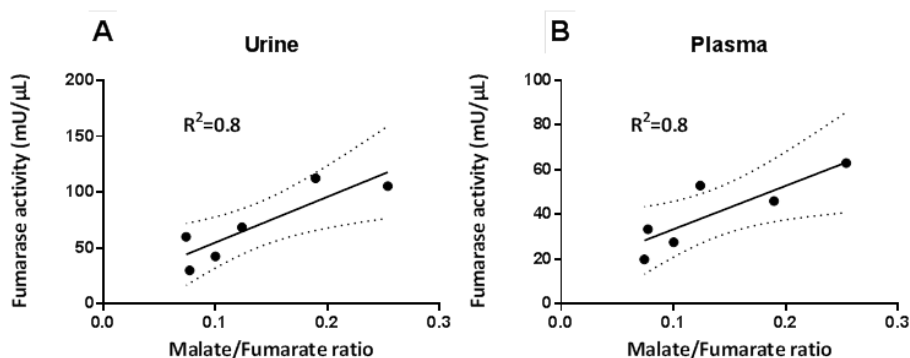 A
Urine
Fumarase activity (mU/µL)
200
150
100
50
0
R²=0.8
0.0
0.1
0.2
0.3
Malate/Fumarate ratio
B
Plasma
Fumarase activity (mU/µL)
100
80
60
40
20
0
R²=0.8
0.0
0.1
0.2
0.3
Malate/Fumarate ratio